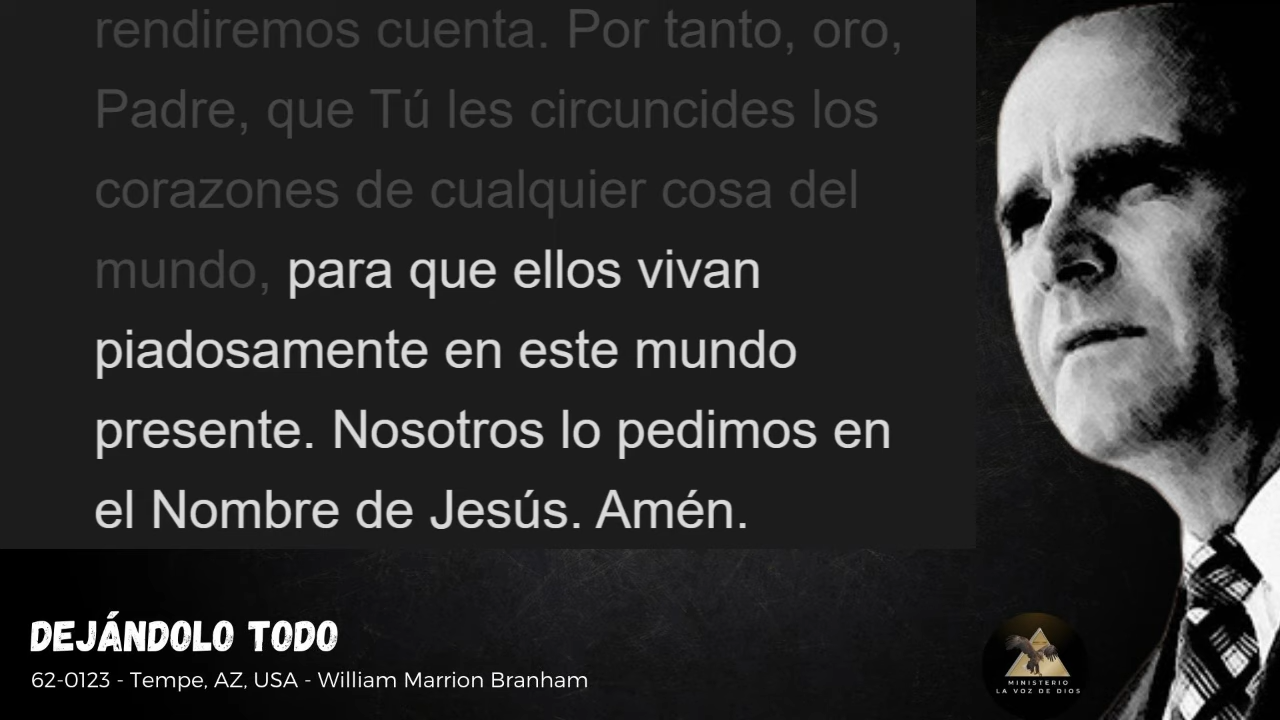 rendiremos cuenta. Por tanto, oro,
Padre, que Tú les circuncides los
corazones de cualquier cosa del
mundo, para que ellos vivan
piadosamente en este mundo
presente. Nosotros lo pedimos en
el Nombre de Jesús. Amén.
DEJÁNDOLO TODO
62-0123 - Tempe, AZ, USA - William Marrion Branham
MINISTERIO
LA VOZ DE DIOS